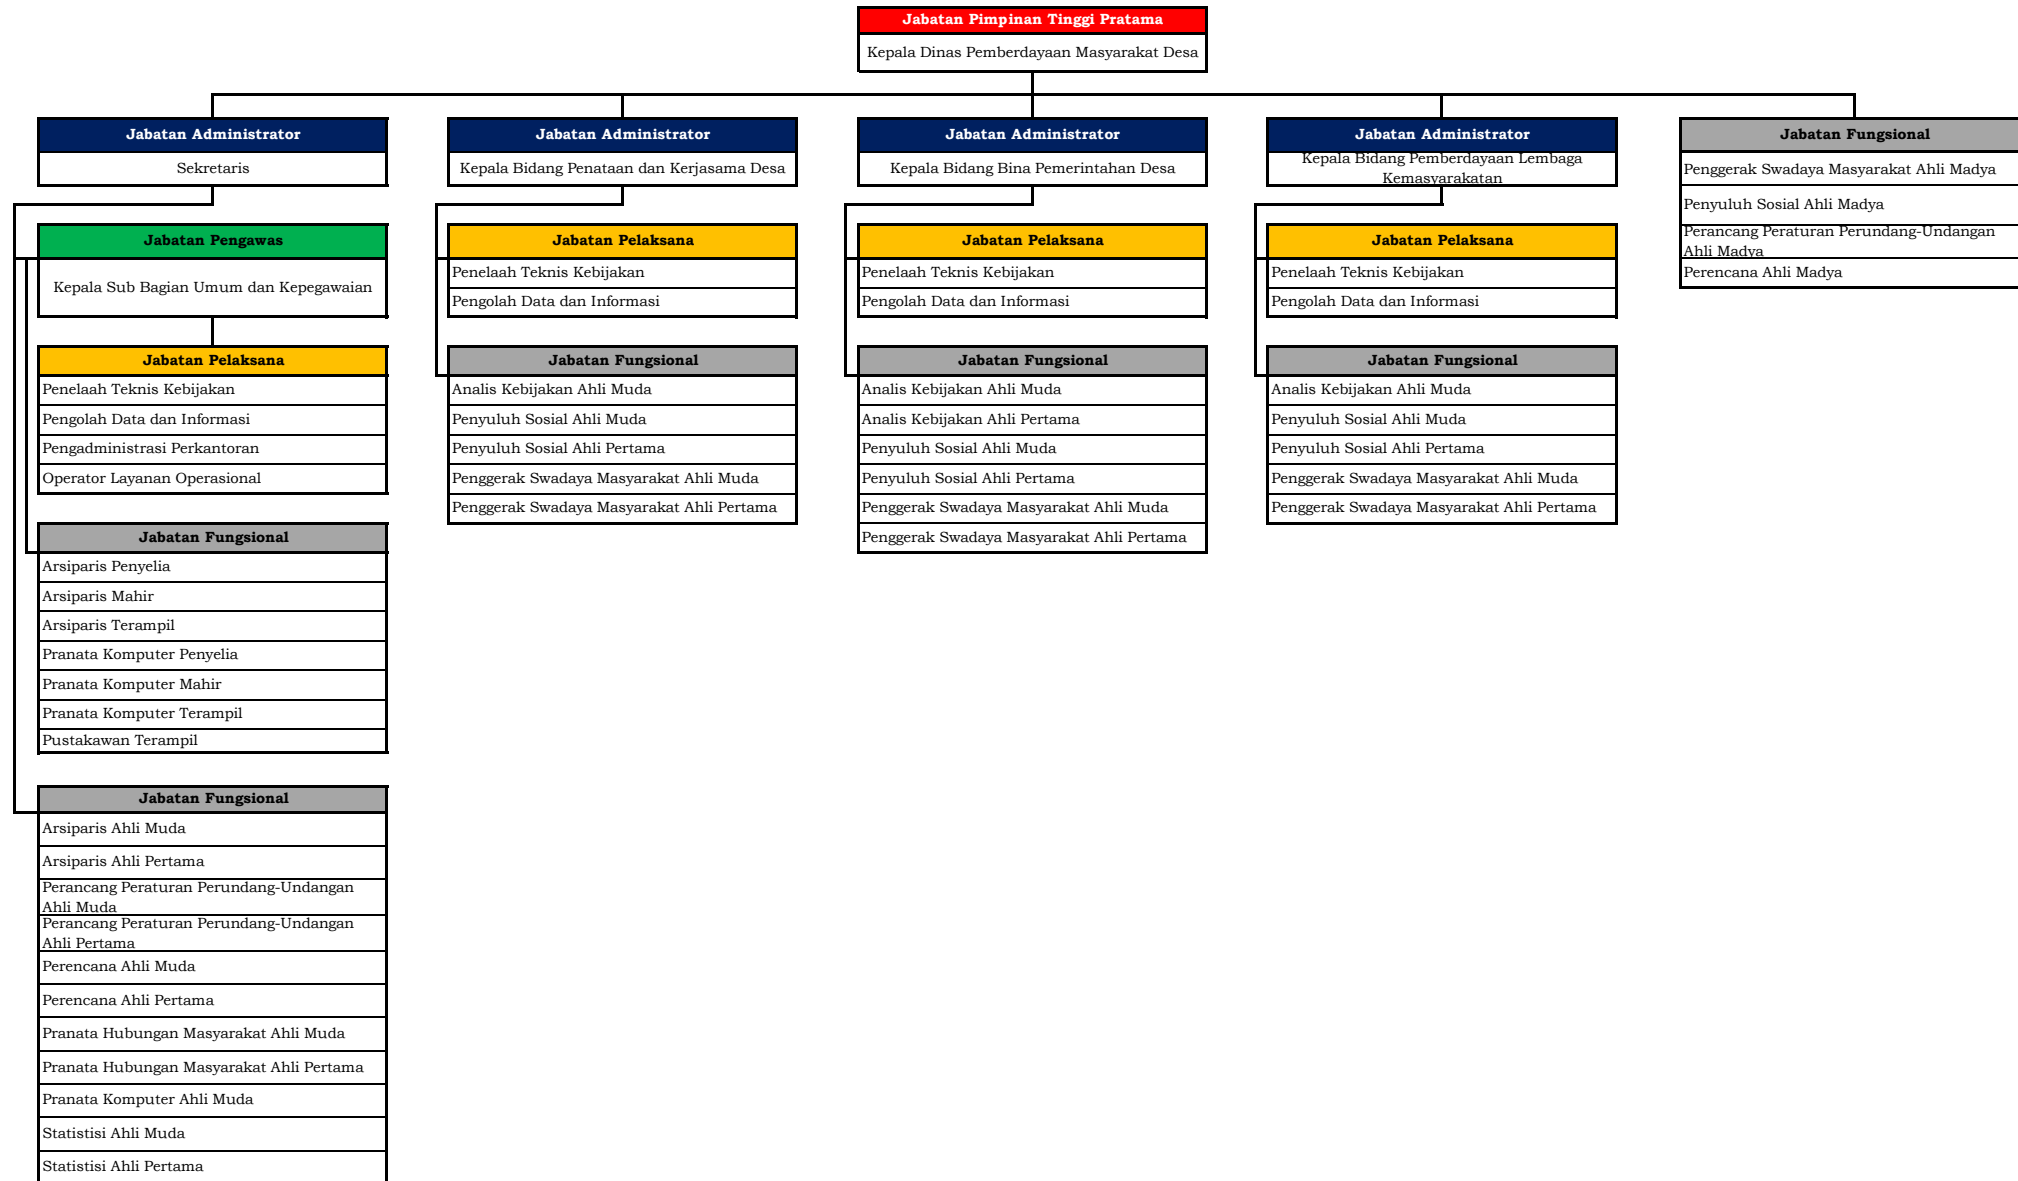 Jabatan Pimpinan Tinggi Pratama
Kepala Dinas Pemberdayaan Masyarakat Desa
Jabatan Administrator
Sekretaris
Jabatan Pengawas
Kepala Sub Bagian Umum dan Kepegawaian
Jabatan Pelaksana
Penelaah Teknis Kebijakan
Pengolah Data dan Informasi
Pengadministrasi Perkantoran
Operator Layanan Operasional
Jabatan Fungsional
Arsiparis Penyelia
Arsiparis Mahir
Arsiparis Terampil
Pranata Komputer Penyelia
Pranata Komputer Mahir
Pranata Komputer Terampil
Pustakawan Terampil
Jabatan Fungsional
Arsiparis Ahli Muda
Arsiparis Ahli Pertama
Perancang Peraturan Perundang-Undangan
Ahli Muda
Perancang Peraturan Perundang-Undangan
Ahli Pertama
Perencana Ahli Muda
Perencana Ahli Pertama
Pranata Hubungan Masyarakat Ahli Muda
Pranata Hubungan Masyarakat Ahli Pertama
Pranata Komputer Ahli Muda
Statistisi Ahli Muda
Statistisi Ahli Pertama
Jabatan Administrator
Kepala Bidang Penataan dan Kerjasama Desa
Jabatan Pelaksana
Penelaah Teknis Kebijakan
Pengolah Data dan Informasi
Jabatan Fungsional
Analis Kebijakan Ahli Muda
Penyuluh Sosial Ahli Muda
Penyuluh Sosial Ahli Pertama
Penggerak Swadaya Masyarakat Ahli Muda
Penggerak Swadaya Masyarakat Ahli Pertama
Jabatan Administrator
Kepala Bidang Bina Pemerintahan Desa
Jabatan Pelaksana
Penelaah Teknis Kebijakan
Pengolah Data dan Informasi
Jabatan Fungsional
Analis Kebijakan Ahli Muda
Analis Kebijakan Ahli Pertama
Penyuluh Sosial Ahli Muda
Penyuluh Sosial Ahli Pertama
Penggerak Swadaya Masyarakat Ahli Muda
Penggerak Swadaya Masyarakat Ahli Pertama
Jabatan Administrator
Kepala Bidang Pemberdayaan Lembaga
Kemasyarakatan
Jabatan Pelaksana
Penelaah Teknis Kebijakan
Pengolah Data dan Informasi
Jabatan Fungsional
Analis Kebijakan Ahli Muda
Penyuluh Sosial Ahli Muda
Penyuluh Sosial Ahli Pertama
Penggerak Swadaya Masyarakat Ahli Muda
Penggerak Swadaya Masyarakat Ahli Pertama
Jabatan Fungsional
Penggerak Swadaya Masyarakat Ahli Madya
Penyuluh Sosial Ahli Madya
Perancang Peraturan Perundang-Undangan
Ahli Madya
Perencana Ahli Madya